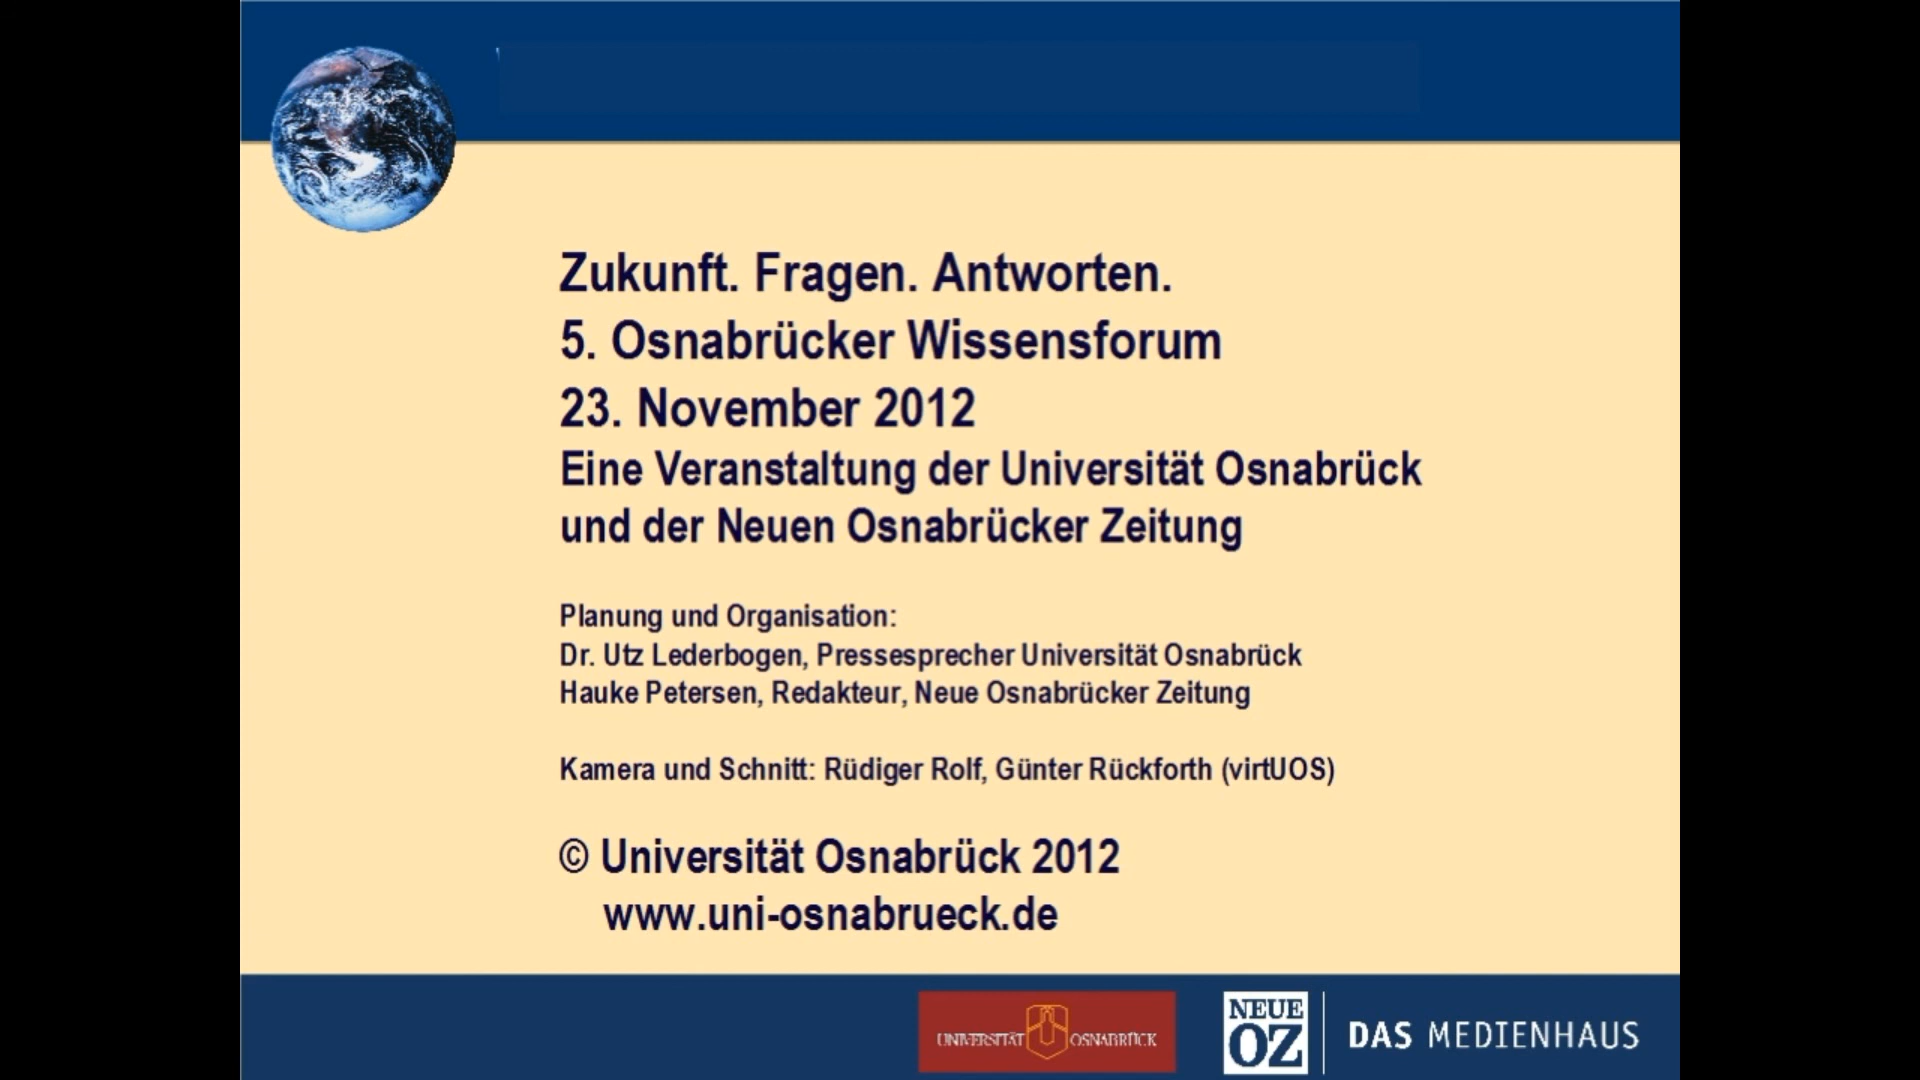 Zukunft. Fragen. Antworten.
5. Osnabrücker Wissensforum
23. November 2012
Eine Veranstaltung der Universität Osnabrück
und der Neuen Osnabrücker Zeitung
Planung und Organisation:
Dr. Utz Lederbogen, Pressesprecher Universität Osnabrück
Hauke Petersen, Redakteur, Neue Osnabrücker Zeitung
Kamera und Schnitt: Rüdiger Rolf, Günter Rückforth (virtUOS)
© Universität Osnabrück 2012
www.uni-osnabrueck.de
UNIVERSITÄT OSNABRÜCK
NEUE
OZ
DAS MEDIENHAUS